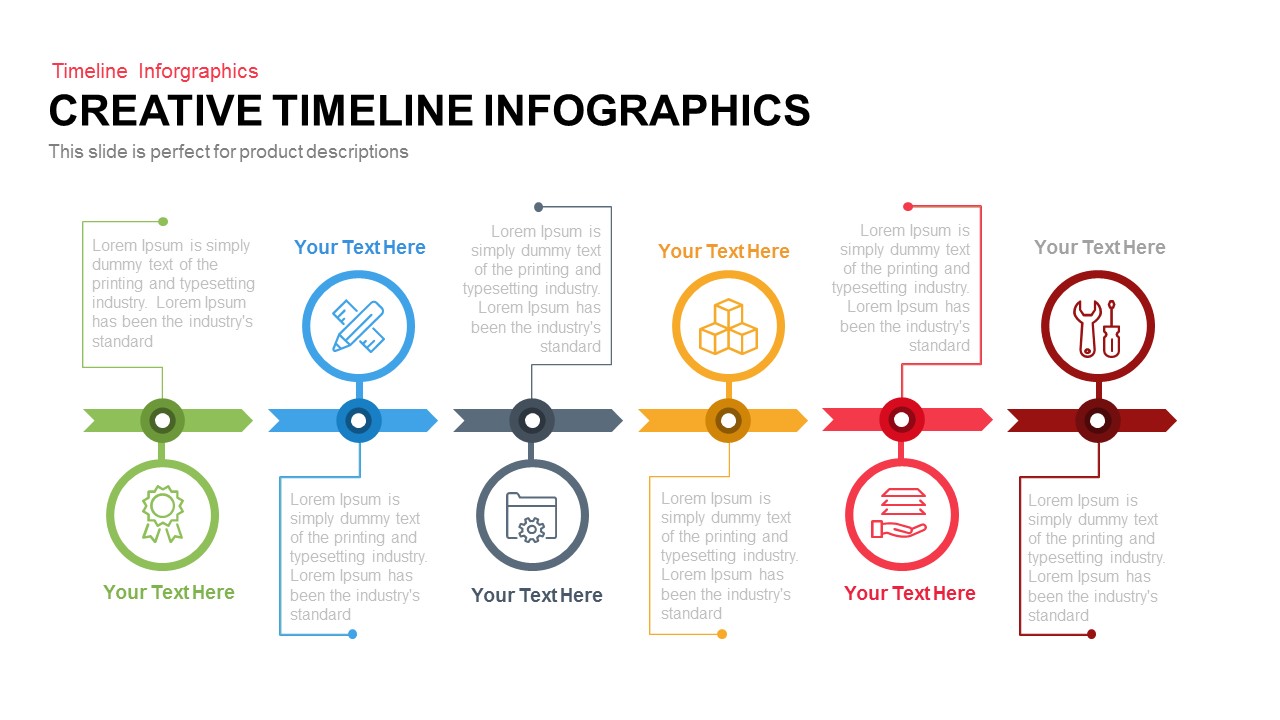 Timeline Inforgraphics
CREATIVE TIMELINE INFOGRAPHICS
This slide is perfect for product descriptions
Lorem Ipsum is simply
dummy text of the
printing and typesetting
industry. Lorem Ipsum
has been the industry's
standard
Your Text Here
Your Text Here
Lorem Ipsum is
simply dummy text
of the printing and
typesetting industry.
Lorem Ipsum has
been the industry's
standard
Lorem Ipsum is
simply dummy text
of the printing and
typesetting industry.
Lorem Ipsum has
been the industry's
standard
Your Text Here
Your Text Here
Lorem Ipsum is
simply dummy text
of the printing and
typesetting industry.
Lorem Ipsum has
been the industry's
standard
Lorem Ipsum is
simply dummy text
of the printing and
typesetting industry.
Lorem Ipsum has
been the industry's
standard
Your Text Here
Your Text Here
Lorem Ipsum is
simply dummy text
of the printing and
typesetting industry.
Lorem Ipsum has
been the industry's
standard